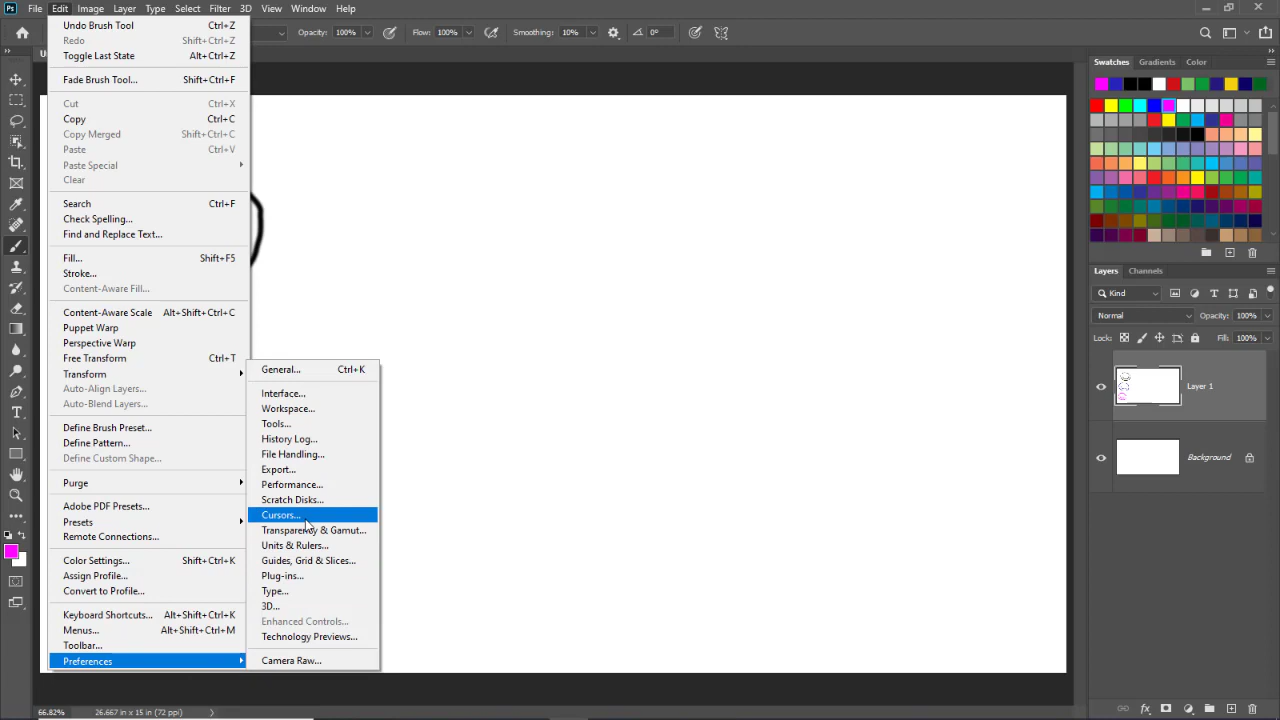 Ps File Edit Image Layer Type Select Filter 3D View Window Help
Opacity: 100% Flow: 100% Smoothing: 10% 0°
Undo Brush Tool Ctrl+Z
Redo Shift+Ctrl+Z
Toggle Last State Alt+Ctrl+Z
Fade Brush Tool... Shift+Ctrl+F
Cut Ctrl+X
Copy Ctrl+C
Copy Merged Shift+Ctrl+C
Paste Ctrl+V
Paste Special
Clear
Search Ctrl+F
Check Spelling...
Find and Replace Text...
Fill... Shift+F5
Stroke...
Content-Aware Fill...
Content-Aware Scale Alt+Shift+Ctrl+C
Puppet Warp
Perspective Warp
Free Transform Ctrl+T
Transform
Auto-Align Layers...
Auto-Blend Layers...
Define Brush Preset...
Define Pattern...
Define Custom Shape...
Purge
Adobe PDF Presets...
Presets
Remote Connections...
Color Settings... Shift+Ctrl+K
Assign Profile...
Convert to Profile...
Keyboard Shortcuts... Alt+Shift+Ctrl+K
Menus... Alt+Shift+Ctrl+M
Toolbar...
Preferences
General... Ctrl+K
Interface...
Workspace...
Tools...
History Log...
File Handling...
Export...
Performance...
Scratch Disks...
Cursors...
Transparency & Gamut...
Units & Rulers...
Guides, Grid & Slices...
Plug-ins...
Type...
3D...
Enhanced Controls...
Technology Previews...
Camera Raw...
Swatches Gradients Color
Layers Channels
Kind
Normal Opacity: 100%
Locks: Fill: 100%
Layer 1
Background
66.82% 26.667 in x 15 in (72 ppi)